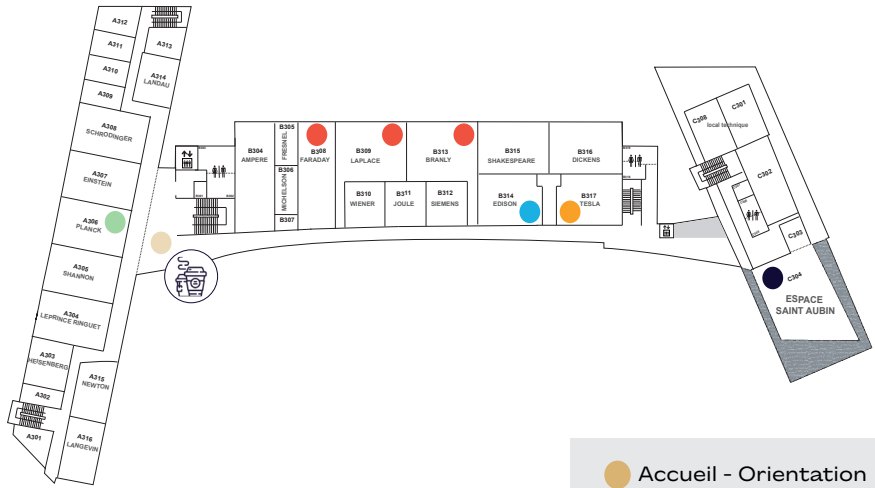 A312
A311
A310
A309
A313
A314
LANDAU
A308
SCHRODINGER
A307
EINSTEIN
A306
PLANCK
A305
SHANNON
A304
LEPRINCE RINGUET
A303
HEISENBERG
A302
A301
A315
NEWTON
A316
LANGEVIN
B304
AMPERE
B305
FRESNEL
B306
MICHELSON
B307
B308
FARADAY
B309
LAPLACE
B310
WIENER
B311
JOULE
B312
SIEMENS
B313
BRANLY
B315
SHAKESPEARE
B316
DICKENS
B314
EDISON
B317
TESLA
C308
C301
local technique
C302
C303
C304
ESPACE
SAINT AUBIN
Accueil - Orientation